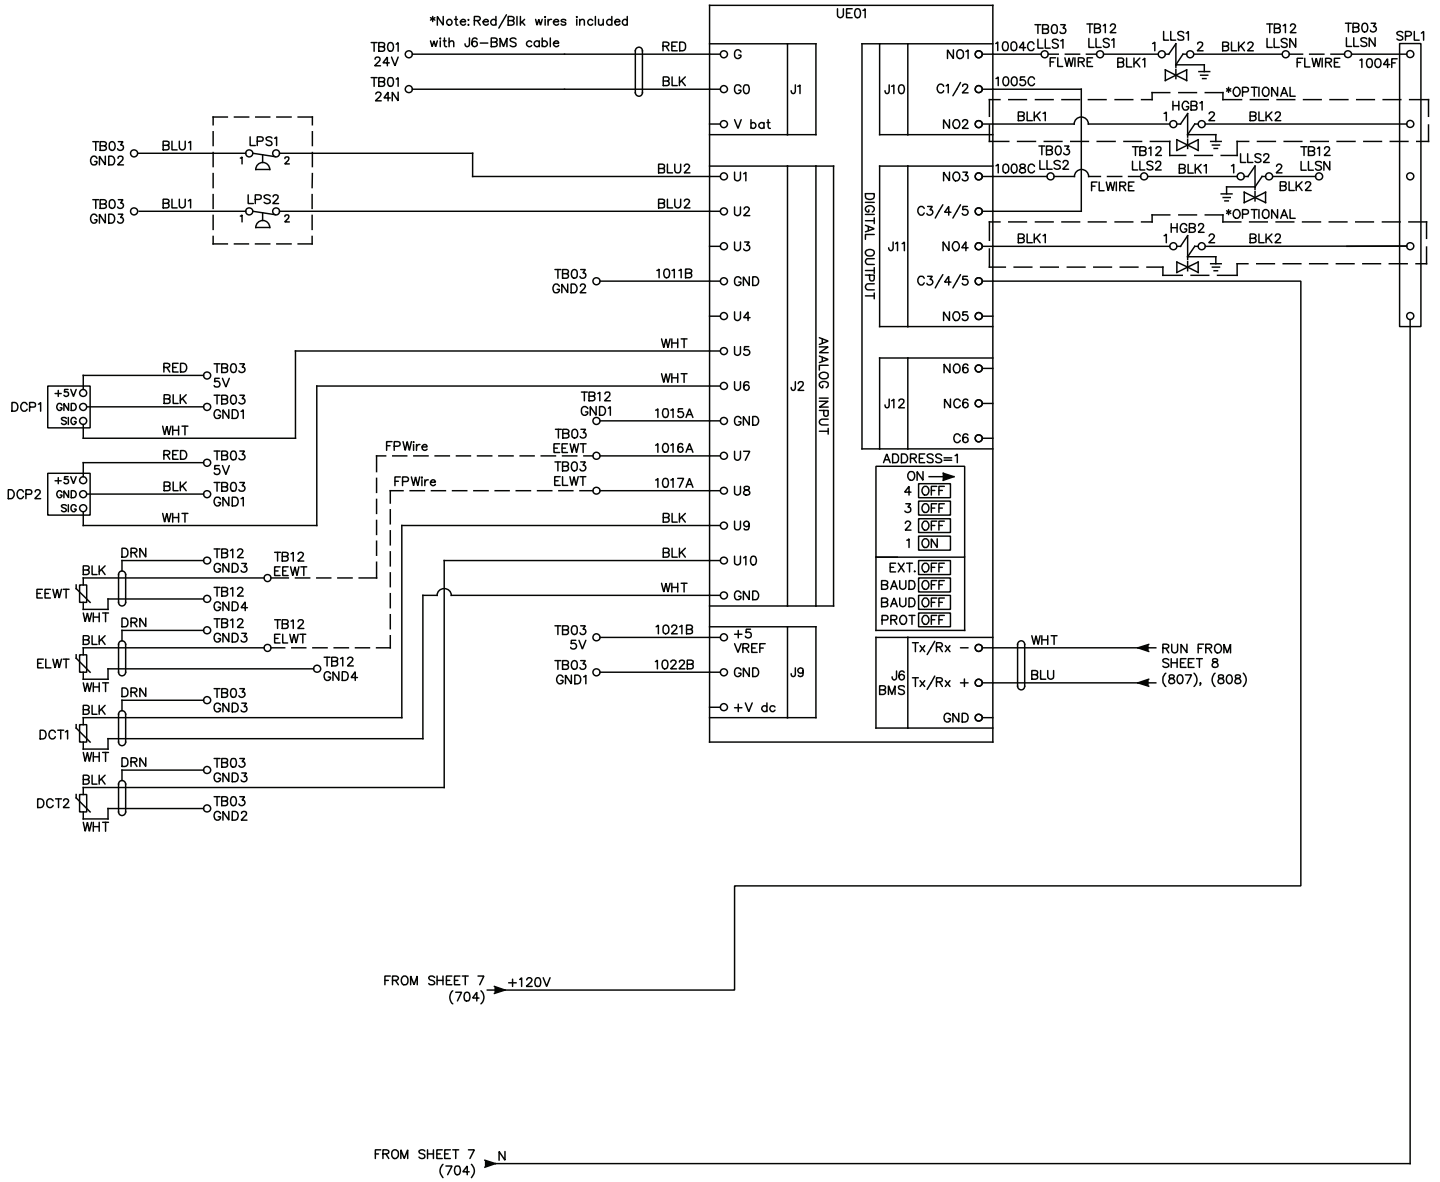 *Note: Red/Blk wires included
with J6-BMS cable
UE01
TB01
24V
RED
G
TB01
24N
BLK
G0
J1
V bat
TB03
GND2
BLU1
LPS1
1
2
BLU2
U1
TB03
GND3
BLU1
LPS2
1
2
BLU2
U2
U3
TB03
GND2
1011B
GND
U4
WHT
U5
WHT
U6
J2
ANALOG INPUT
TB12
GND1
1015A
GND
FPWire
TB03
EEWT
1016A
U7
FPWire
TB03
ELWT
1017A
U8
BLK
U9
BLK
U10
WHT
GND
TB03
5V
1021B
+5
VREF
TB03
GND1
1022B
GND
J9
+V dc
DCP1
+5V
GND
SIG
RED
TB03
5V
BLK
TB03
GND1
WHT
DCP2
+5V
GND
SIG
RED
TB03
5V
BLK
TB03
GND1
WHT
EEWT
DRN
TB12
GND3
BLK
TB12
EEWT
TB12
GND4
WHT
ELWT
DRN
TB12
GND3
BLK
TB12
ELWT
TB12
GND4
WHT
DCT1
DRN
TB03
GND3
BLK
WHT
DCT2
DRN
TB03
GND3
BLK
TB03
GND2
WHT
DIGITAL OUTPUT
J10
NO1
1004C
TB03
LLS1
FLWIRE
TB12
LLS1
BLK1
1
LLS1
2
BLK2
TB12
LLSN
FLWIRE
TB03
LLSN
1004F
SPL1
C1/2
1005C
*OPTIONAL
NO2
BLK1
1
HGB1
2
BLK2
J11
NO3
1008C
TB03
LLS2
FLWIRE
TB12
LLS2
BLK1
1
LLS2
2
BLK2
TB12
LLSN
C3/4/5
*OPTIONAL
NO4
BLK1
1
HGB2
2
BLK2
C3/4/5
NO5
J12
NO6
NC6
C6
ADDRESS=1
ON
4 OFF
3 OFF
2 OFF
1 ON
EXT. OFF
BAUD OFF
BAUD OFF
PROT OFF
J6
BMS
Tx/Rx -
WHT
Tx/Rx +
BLU
GND
RUN FROM
SHEET 8
(807), (808)
FROM SHEET 7
(704)
+120V
FROM SHEET 7
(704)
N